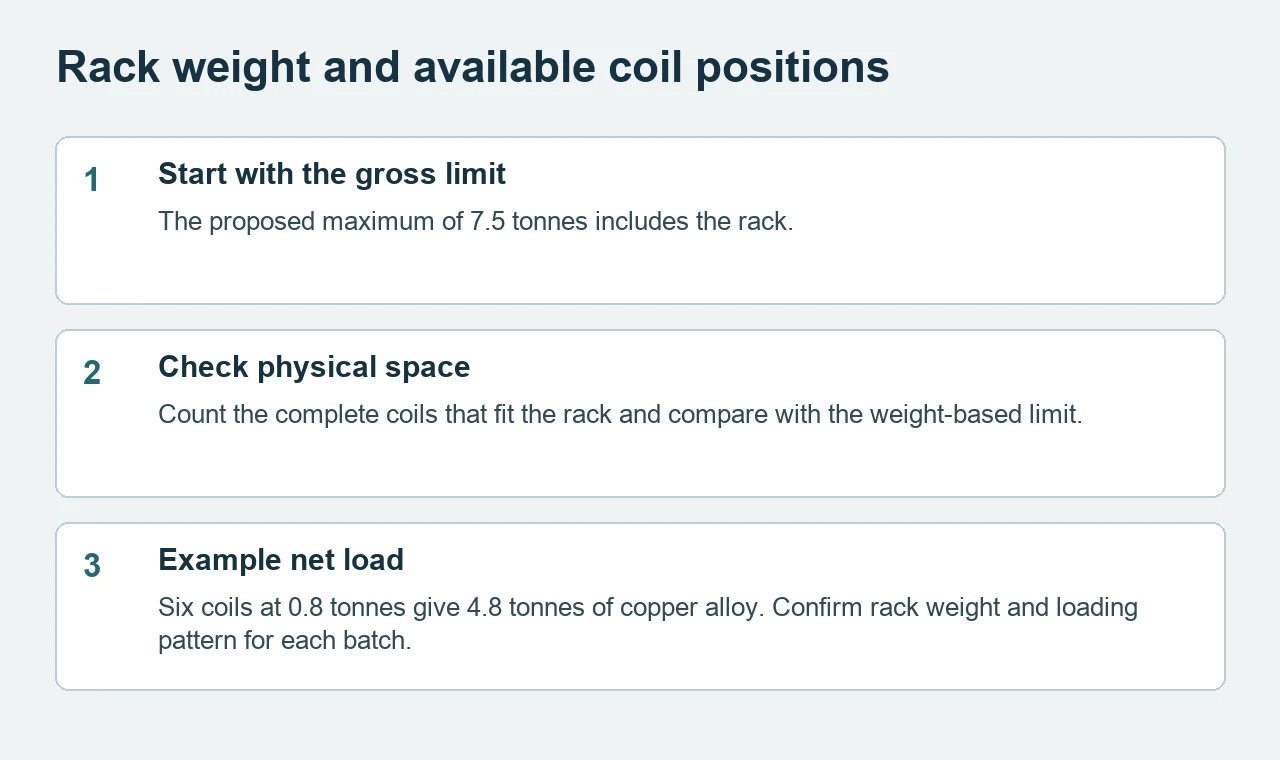 Rack weight and available coil positions
1
Start with the gross limit
The proposed maximum of 7.5 tonnes includes the rack.
2
Check physical space
Count the complete coils that fit the rack and compare with the weight-based limit.
3
Example net load
Six coils at 0.8 tonnes give 4.8 tonnes of copper alloy. Confirm rack weight and loading
pattern for each batch.